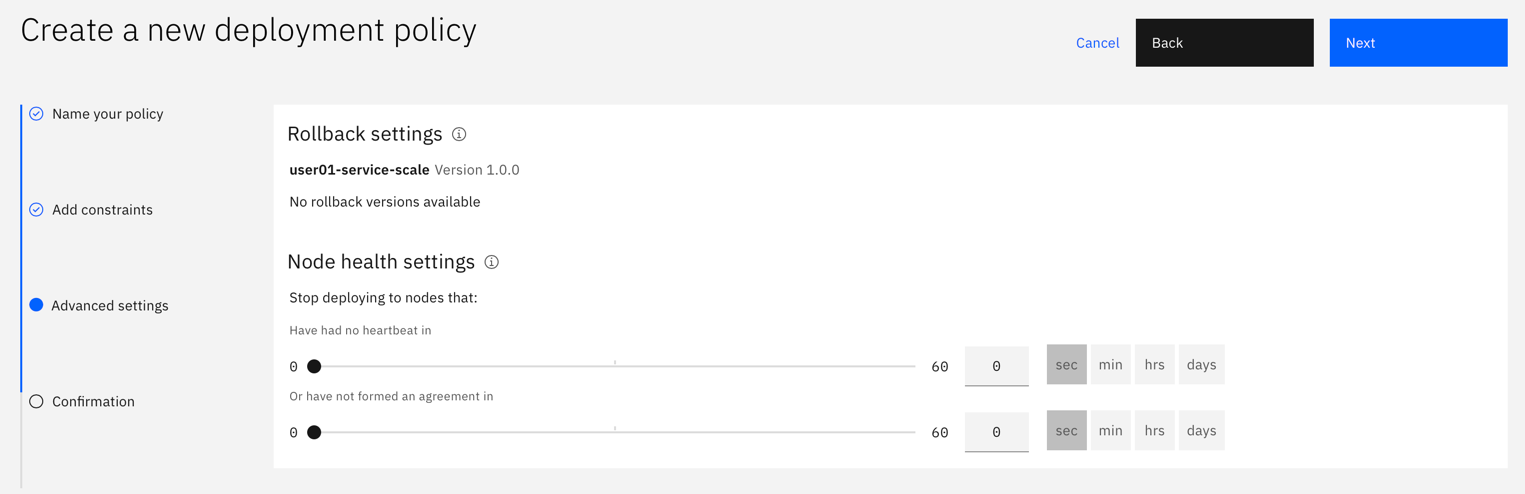 Create a new deployment policy
Cancel
Back
Next
Name your policy
Add constraints
Advanced settings
Confirmation
Rollback settings
user01-service-scale Version 1.0.0
No rollback versions available
Node health settings
Stop deploying to nodes that:
Have had no heartbeat in
0 60 0 sec min hrs days
Or have not formed an agreement in
0 60 0 sec min hrs days